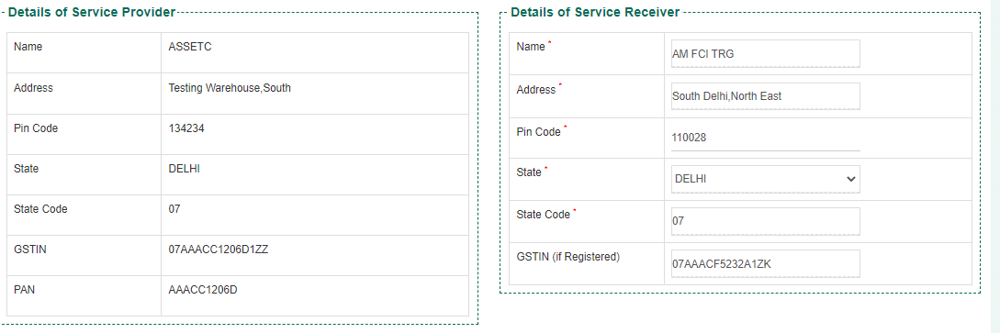 Details of Service Provider
Name ASSETC
Address Testing Warehouse,South
Pin Code 134234
State DELHI
State Code 07
GSTIN 07AAACC1206D1ZZ
PAN AAACC1206D
Details of Service Receiver
Name * AM FCI TRG
Address * South Delhi,North East
Pin Code * 110028
State * DELHI
State Code * 07
GSTIN (if Registered) 07AAACF5232A1ZK